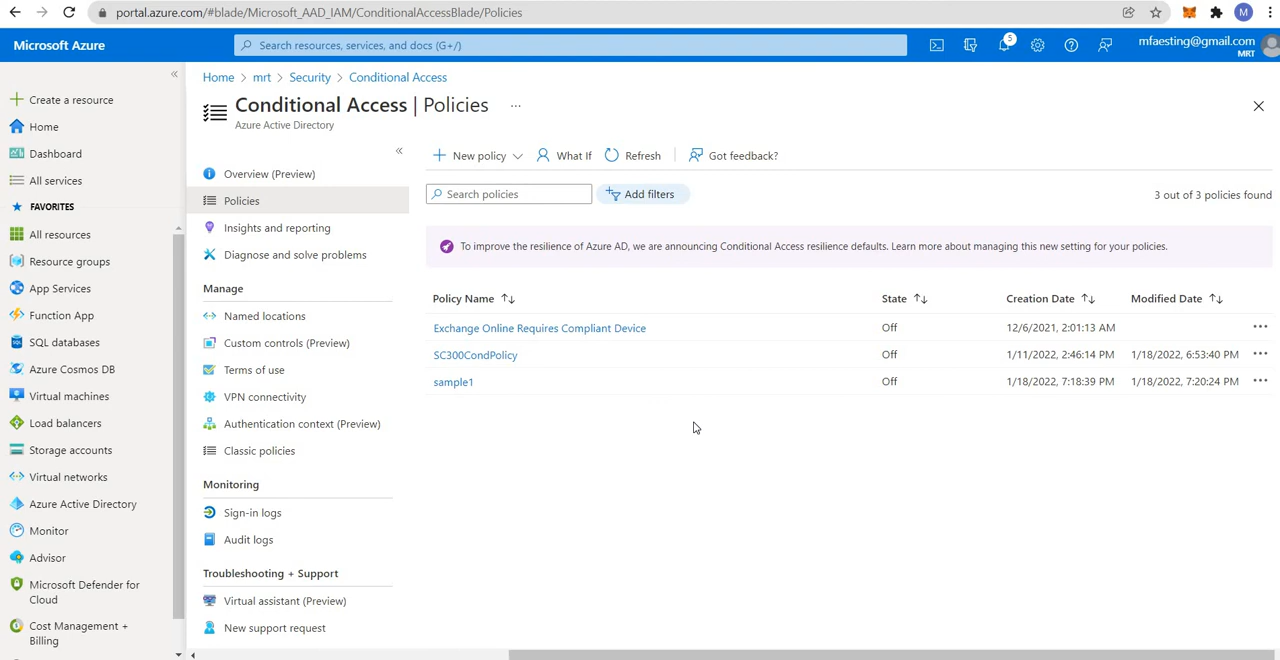 portal.azure.com/#blade/Microsoft_AAD_IAM/ConditionalAccessBlade/Policies
M
Microsoft Azure
Search resources, services, and docs (G+/)
5
mfaesting@gmail.com
MRT
Create a resource
Home
Dashboard
All services
FAVORITES
All resources
Resource groups
App Services
Function App
SQL databases
Azure Cosmos DB
Virtual machines
Load balancers
Storage accounts
Virtual networks
Azure Active Directory
Monitor
Advisor
Microsoft Defender for
Cloud
Cost Management +
Billing
Home > mrt > Security > Conditional Access
Conditional Access | Policies ...
Azure Active Directory
Overview (Preview)
Policies
Insights and reporting
Diagnose and solve problems
Manage
Named locations
Custom controls (Preview)
Terms of use
VPN connectivity
Authentication context (Preview)
Classic policies
Monitoring
Sign-in logs
Audit logs
Troubleshooting + Support
Virtual assistant (Preview)
New support request
New policy What If Refresh Got feedback?
Search policies Add filters 3 out of 3 policies found
To improve the resilience of Azure AD, we are announcing Conditional Access resilience defaults. Learn more about managing this new setting for your policies.
Policy Name State Creation Date Modified Date
Exchange Online Requires Compliant Device Off 12/6/2021, 2:01:13 AM
SC300CondPolicy Off 1/11/2022, 2:46:14 PM 1/18/2022, 6:53:40 PM
sample1 Off 1/18/2022, 7:18:39 PM 1/18/2022, 7:20:24 PM